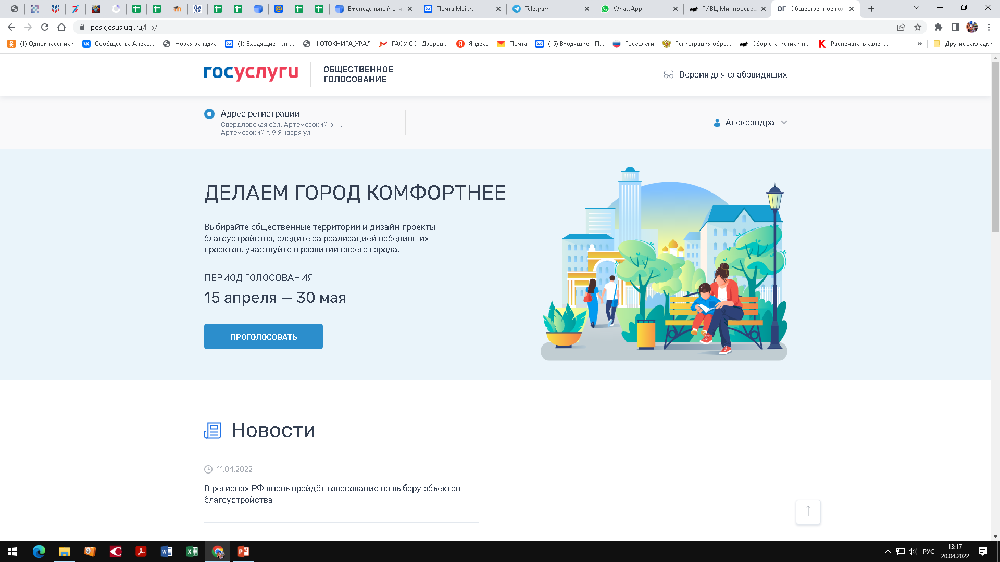 Еженедельный отч
Почта Mail.ru
Telegram
WhatsApp
ГИВЦ Минпросвещ
ОГ Общественное гол
pos.gosuslugi.ru/lkp/
(1) Одноклассники
Сообщества Алекс...
Новая вкладка
(1) Входящие - sm...
ФОТОКНИГА_УРАЛ
ГАОУ СО "Дворец...
Яндекс
Почта
(15) Входящие - П...
Госуслуги
Регистрация обра...
Сбор статистики п...
Распечатать кален...
»
Другие закладки
госуслуги
ОБЩЕСТВЕННОЕ
ГОЛОСОВАНИЕ
Версия для слабовидящих
Адрес регистрации
Свердловская обл, Артемовский р-н,
Артемовский г, 9 Января ул
Александра
ДЕЛАЕМ ГОРОД КОМФОРТНЕЕ
Выбирайте общественные территории и дизайн-проекты
благоустройства, следите за реализацией победивших
проектов, участвуйте в развитии своего города.
ПЕРИОД ГОЛОСОВАНИЯ
15 апреля — 30 мая
ПРОГОЛОСОВАТЬ
Новости
11.04.2022
В регионах РФ вновь пройдёт голосование по выбору объектов
благоустройства
РУС
13:17
20.04.2022